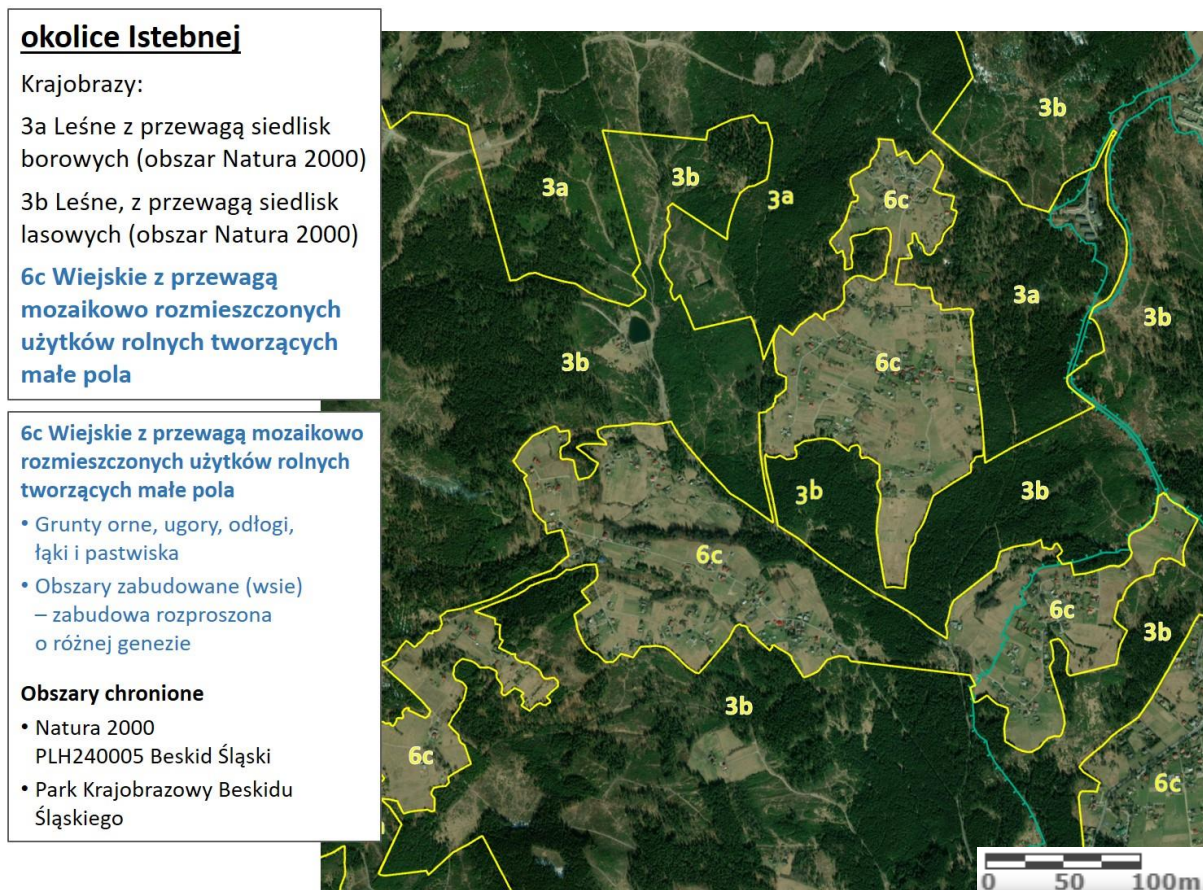 okolice Istebnej
Krajobrazy:
3a Leśne z przewagą siedlisk
borowych (obszar Natura 2000)
3b Leśne, z przewagą siedlisk
lasowych (obszar Natura 2000)
6c Wiejskie z przewagą
mozaikowo rozmieszczonych
użytków rolnych tworzących
małe pola
6c Wiejskie z przewagą mozaikowo
rozmieszczonych użytków rolnych
tworzących małe pola
• Grunty orne, ugory, odłogi,
łąki i pastwiska
• Obszary zabudowane (wsie)
– zabudowa rozproszona
o różnej genezie
Obszary chronione
• Natura 2000
PLH240005 Beskid Śląski
• Park Krajobrazowy Beskidu
Śląskiego
3b
3a
3b
3a
6c
3a
3b
3b
6c
3b
3b
6c
6c
3b
3b
6c
6c
0 50 100m